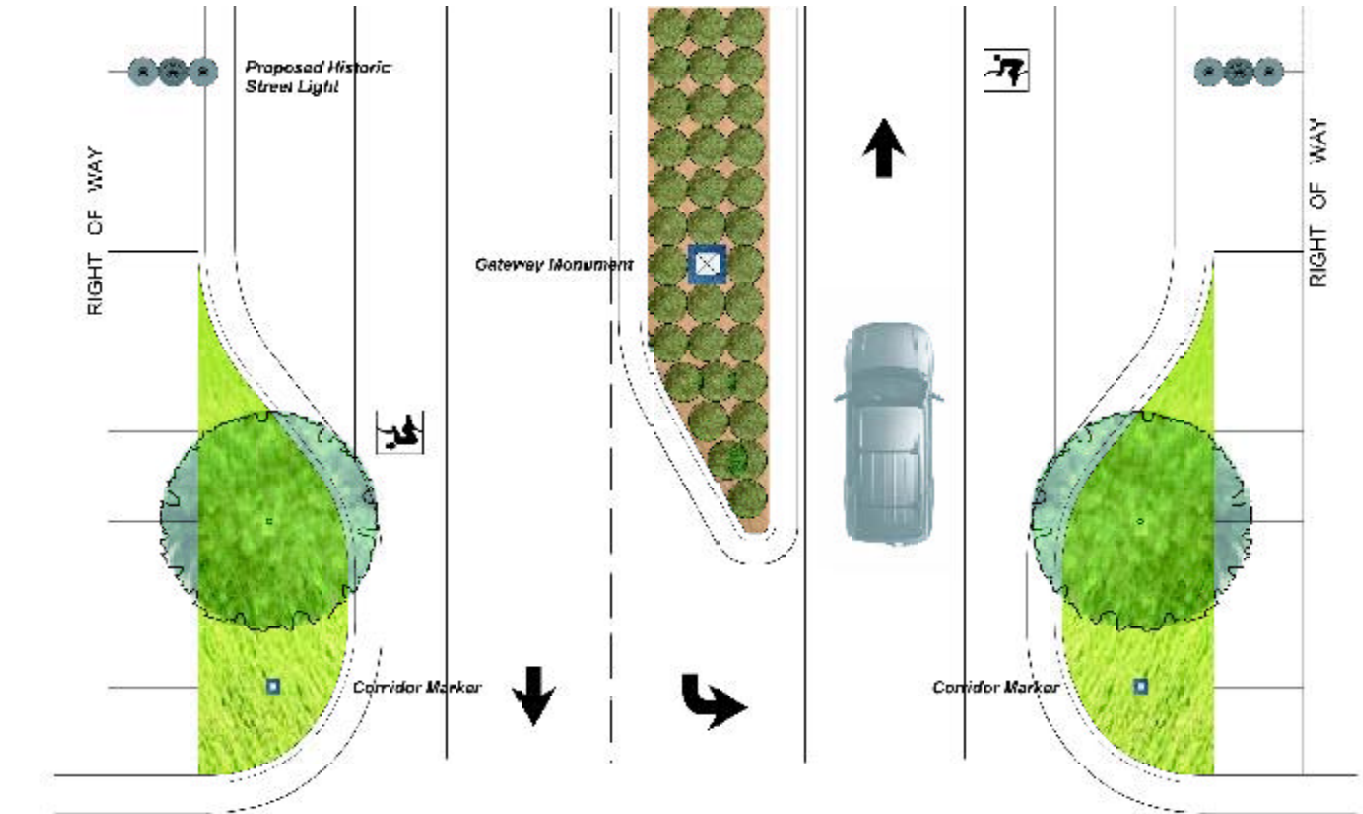 Proposed Historic
Street Light
RIGHT OF WAY
RIGHT OF WAY
Gateway Monument
Corridor Marker
Corridor Marker